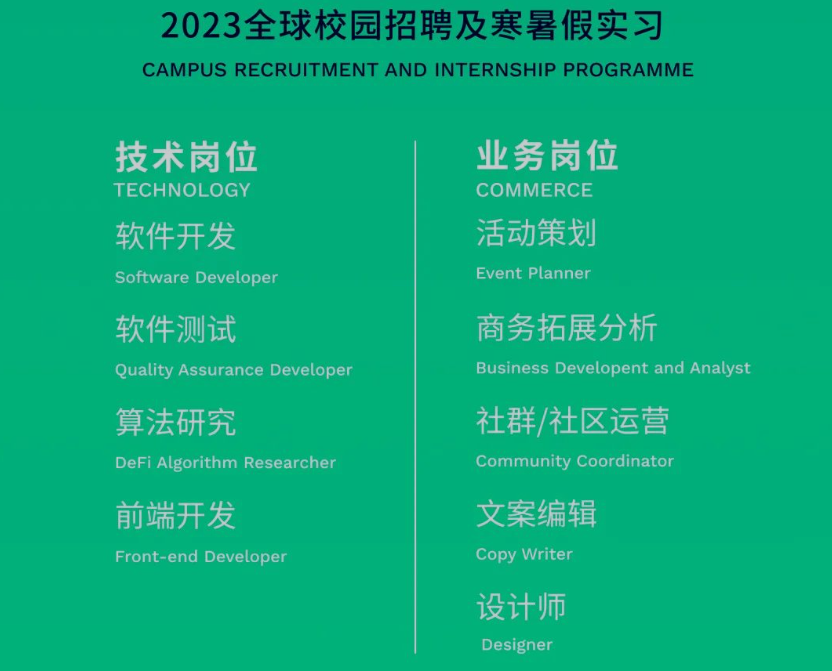 2023全球校园招聘及寒暑假实习
CAMPUS RECRUITMENT AND INTERNSHIP PROGRAMME
技术岗位
TECHNOLOGY
软件开发
Software Developer
软件测试
Quality Assurance Developer
算法研究
DeFi Algorithm Researcher
前端开发
Front-end Developer
业务岗位
COMMERCE
活动策划
Event Planner
商务拓展分析
Business Developent and Analyst
社群/社区运营
Community Coordinator
文案编辑
Copy Writer
设计师
Designer